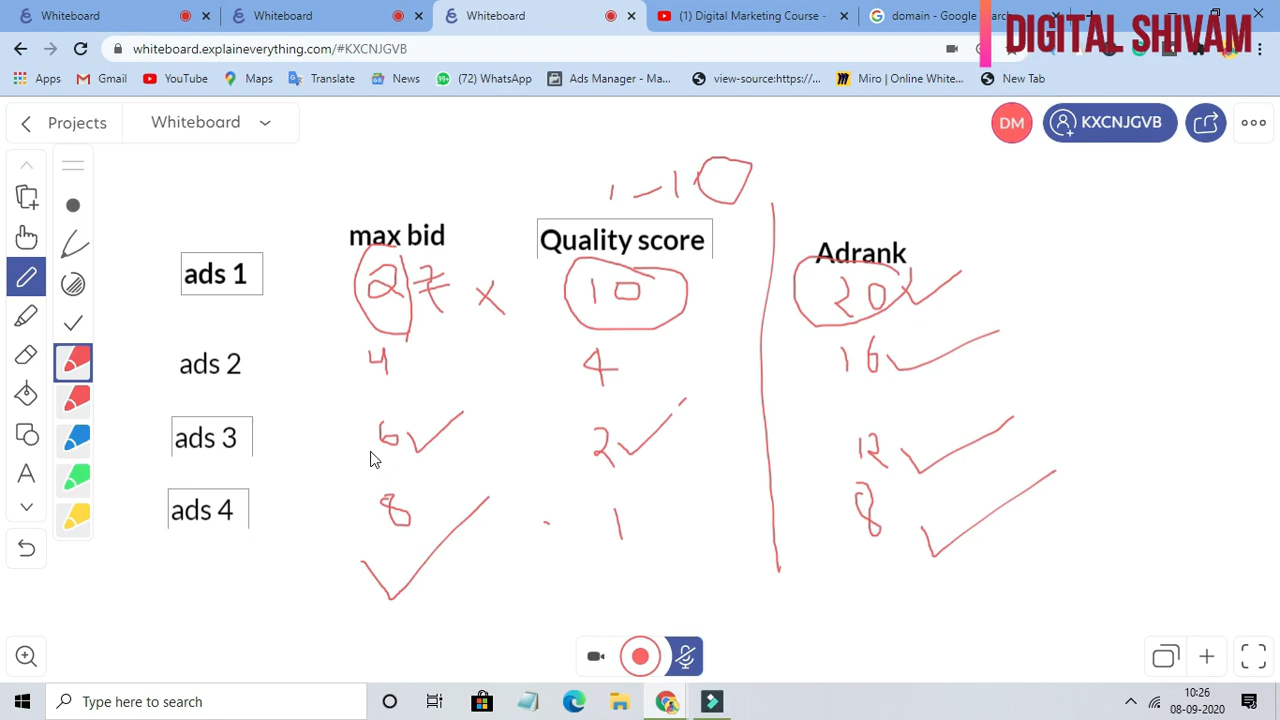 Whiteboard
Whiteboard
Whiteboard
(1) Digital Marketing Course -
domain - Google Sear
DIGITAL SHIVAM
whiteboard.explaineverything.com/#KXCNJGVB
Apps
Gmail
YouTube
Maps
Translate
News
(72) WhatsApp
Ads Manager - Ma...
view-source:https://...
Miro | Online White...
New Tab
Projects
Whiteboard
DM
KXCNJGVB
1-10
max bid
Quality score
Adrank
ads 1
2 x
10
20
ads 2
4
4
16
ads 3
6
2
12
ads 4
8
1
8
Type here to search
10:26
08-09-2020